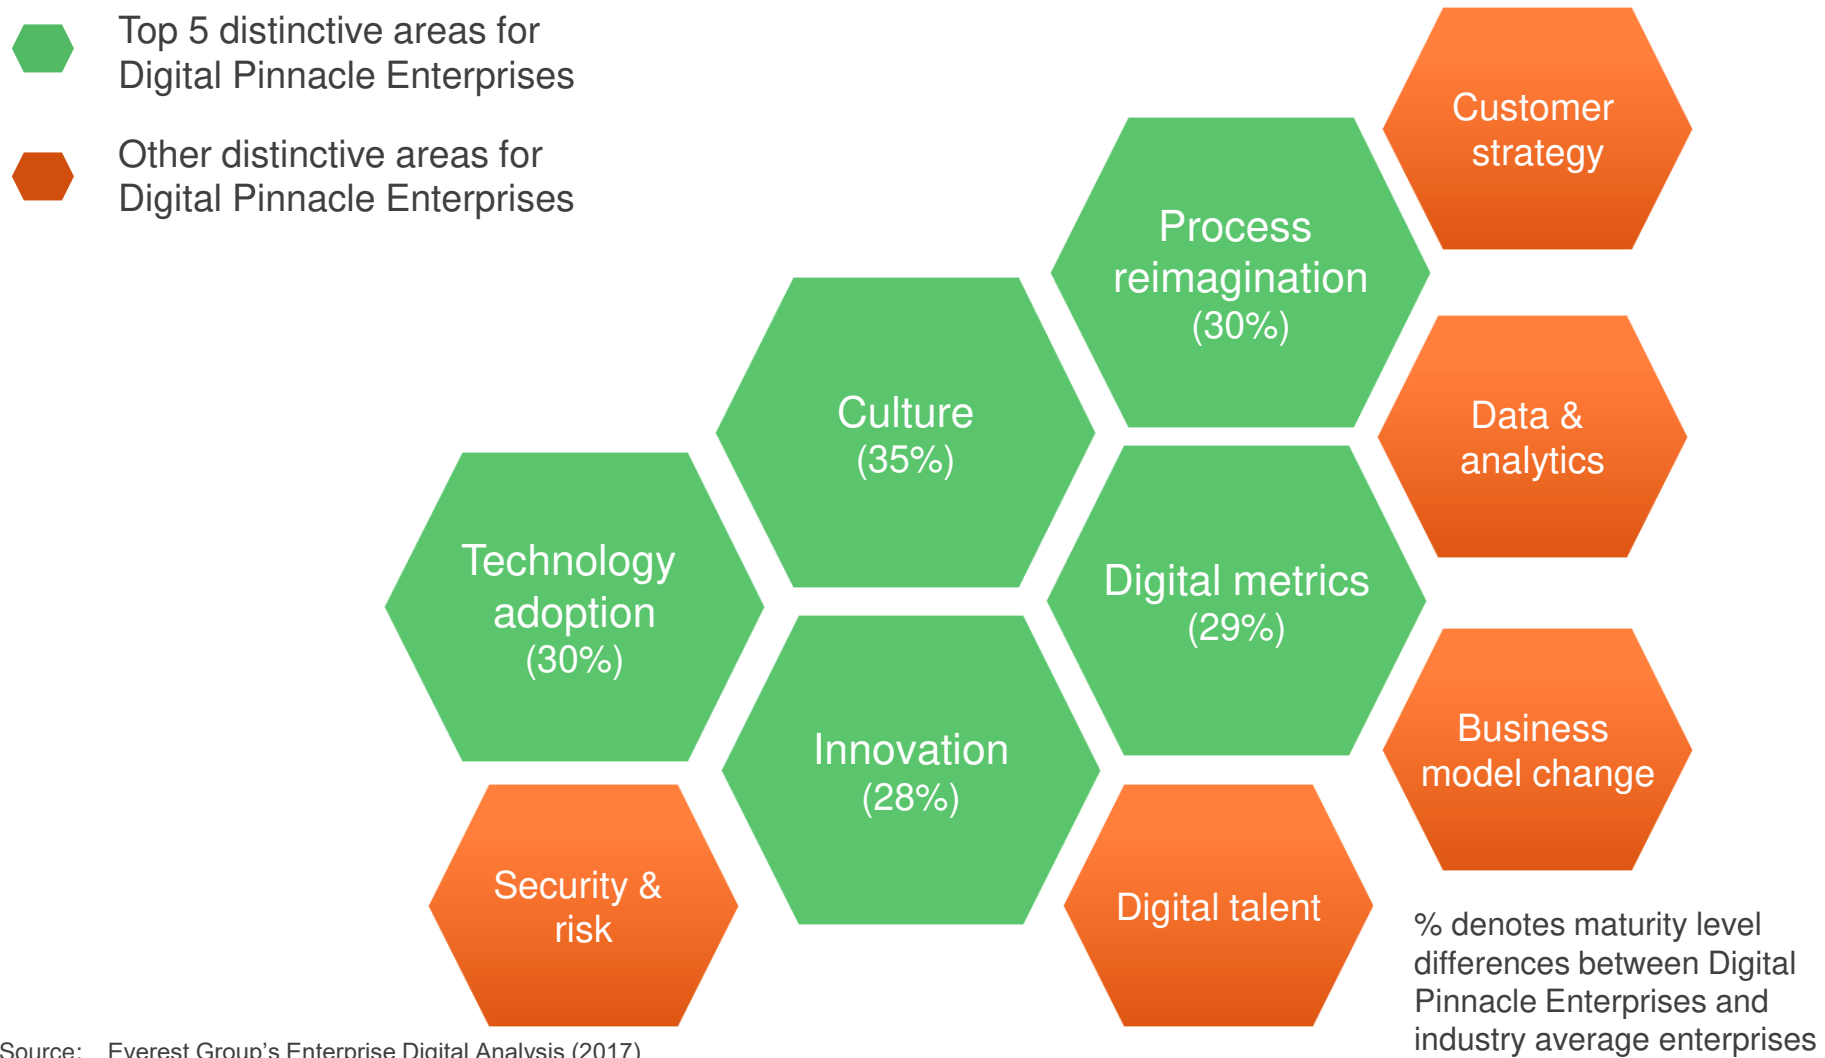 Top 5 distinctive areas for
Digital Pinnacle Enterprises
Other distinctive areas for
Digital Pinnacle Enterprises
Customer
strategy
Process
reimagination
(30%)
Culture
(35%)
Data &
analytics
Technology
adoption
(30%)
Digital metrics
(29%)
Innovation
(28%)
Business
model change
Security &
risk
Digital talent
% denotes maturity level
differences between Digital
Pinnacle Enterprises and
industry average enterprises
Source: Everest Group's Enterprise Digital Analysis (2017)